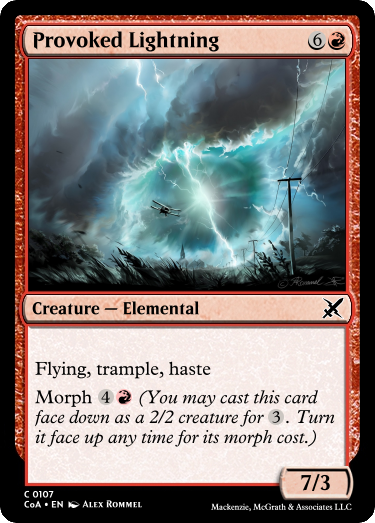 Provoked Lightning 6
Creature — Elemental
Flying, trample, haste
Morph 4 (You may cast this card
face down as a 2/2 creature for 3. Turn
it face up any time for its morph cost.)
7/3
C 0107
CoA • EN Alex Rommel
Mackenzie, McGrath & Associates LLC